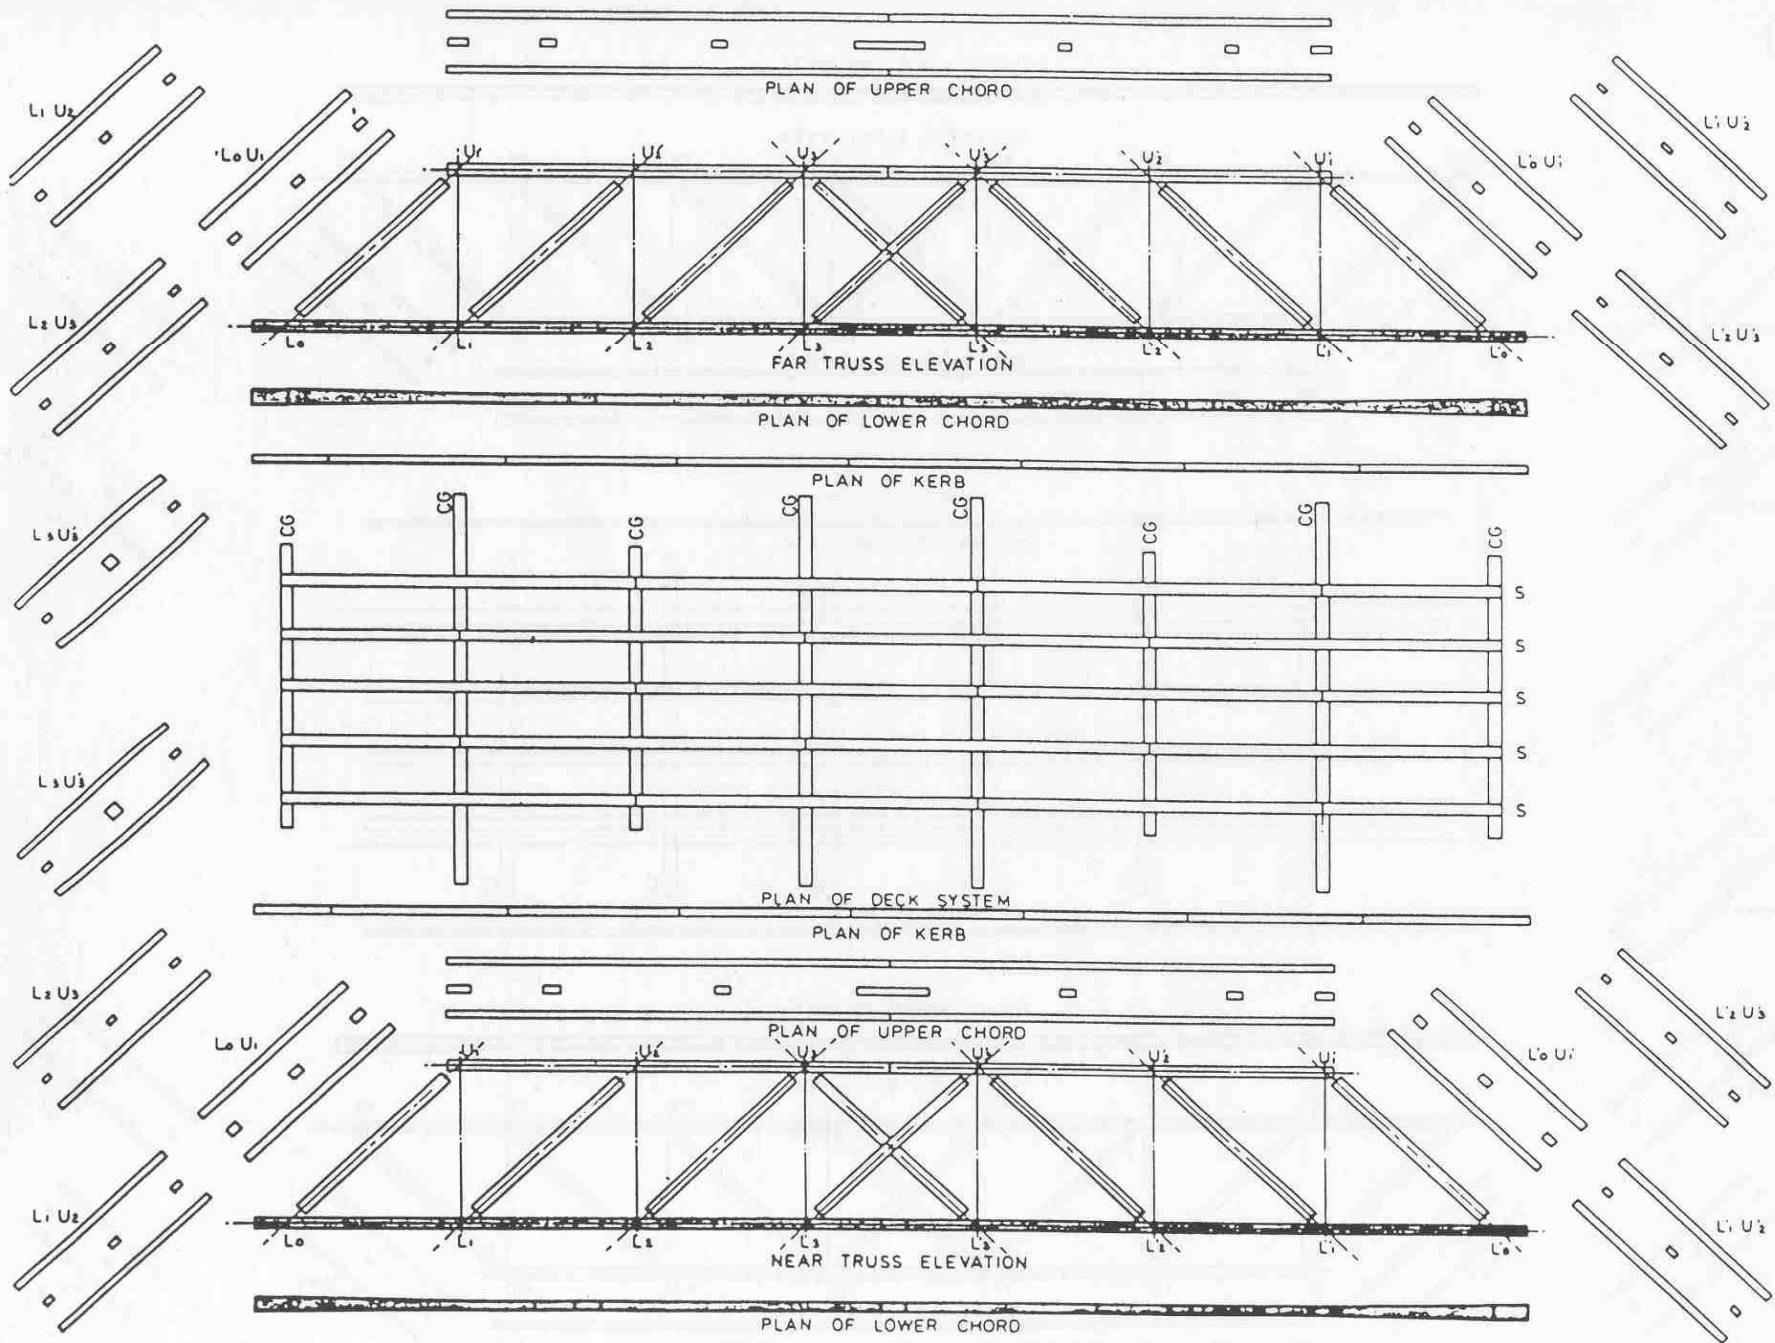 PLAN OF UPPER CHORD
L1 U2
L0 U1
U1 U2 U3 U'3 U'2 U'1
L'0 U'1
L'1 U'2
L2 U3
L0 L1 L2 L3 L'3 L'2 L'1 L'0
L'2 U'3
FAR TRUSS ELEVATION
PLAN OF LOWER CHORD
PLAN OF KERB
L3 U'3
CG CG CG CG CG CG CG CG
S
S
S
S
S
L3 U'3
PLAN OF DECK SYSTEM
PLAN OF KERB
L2 U3
L'2 U'3
PLAN OF UPPER CHORD
L0 U1
U1 U2 U3 U'3 U'2 U'1
L'0 U'1
L1 U2
L'1 U'2
L0 L1 L2 L3 L'3 L'2 L'1 L'0
NEAR TRUSS ELEVATION
PLAN OF LOWER CHORD